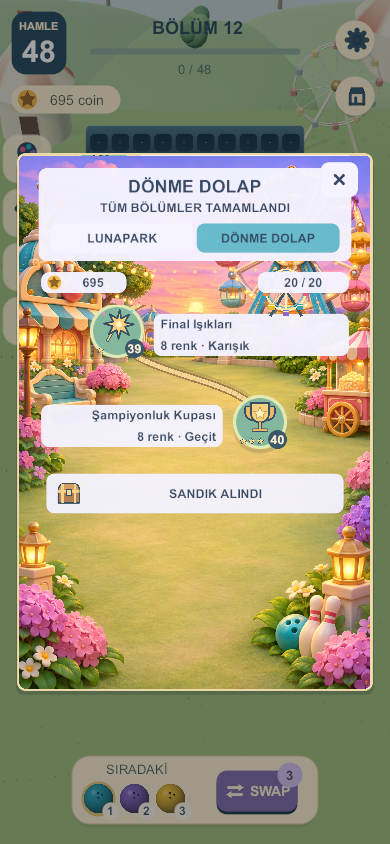 HAMLE
48
BÖLÜM 12
0 / 48
695 coin
DÖNME DOLAP
TÜM BÖLÜMLER TAMAMLANDI
LUNAPARK
DÖNME DOLAP
695
20 / 20
39
Final Işıkları
8 renk · Karışık
Şampiyonluk Kupası
8 renk · Geçit
40
SANDIK ALINDI
SIRADAKİ
1
2
3
SWAP
3